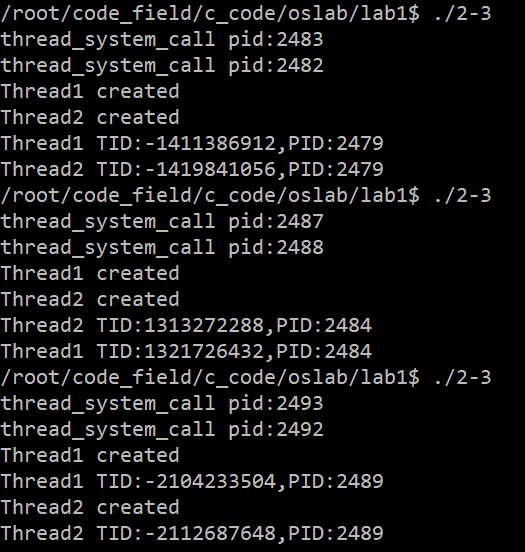 /root/code_field/c_code/oslab/lab1$ ./2-3
thread_system_call pid:2483
thread_system_call pid:2482
Thread1 created
Thread2 created
Thread1 TID:-1411386912,PID:2479
Thread2 TID:-1419841056,PID:2479
/root/code_field/c_code/oslab/lab1$ ./2-3
thread_system_call pid:2487
thread_system_call pid:2488
Thread1 created
Thread2 created
Thread2 TID:1313272288,PID:2484
Thread1 TID:1321726432,PID:2484
/root/code_field/c_code/oslab/lab1$ ./2-3
thread_system_call pid:2493
thread_system_call pid:2492
Thread1 created
Thread1 TID:-2104233504,PID:2489
Thread2 created
Thread2 TID:-2112687648,PID:2489